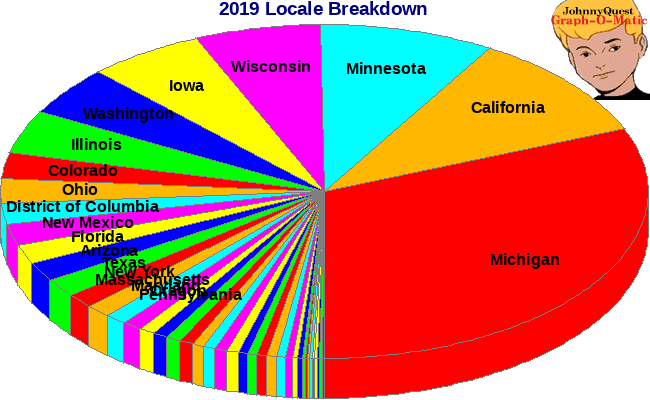 2019 Locale Breakdown
JohnnyQuest
Graph-O-Matic
Wisconsin
Minnesota
Iowa
California
Washington
Illinois
Colorado
Ohio
District of Columbia
New Mexico
Florida
Arizona
Michigan
Texas
New York
Massachusetts
Pennsylvania